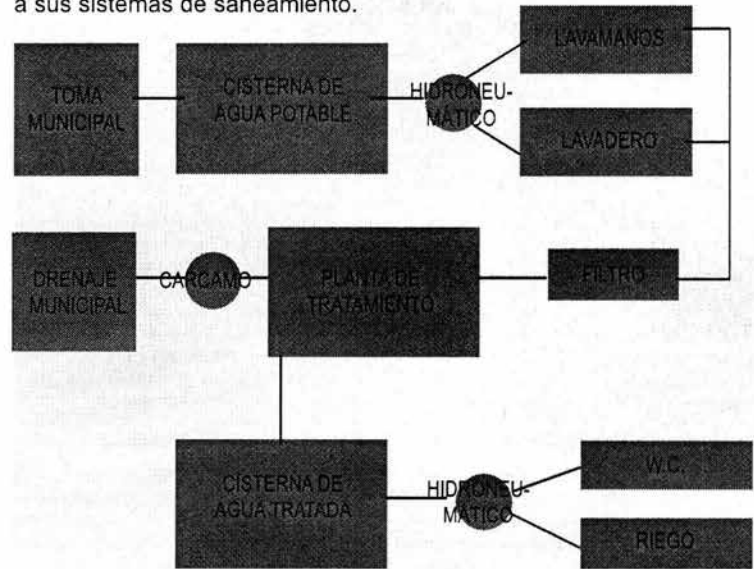 a sus sistemas de saneamiento.
TOMA
MUNICIPAL
CISTERNA DE
AGUA POTABLE
HIDRONEU-
MÁTICO
LAVAMANOS
LAVADERO
DRENAJE
MUNICIPAL
CARCAMO
PLANTA DE
TRATAMIENTO
FILTRO
CISTERNA DE
AGUA TRATADA
HIDRONEU-
MÁTICO
W.C.
RIEGO